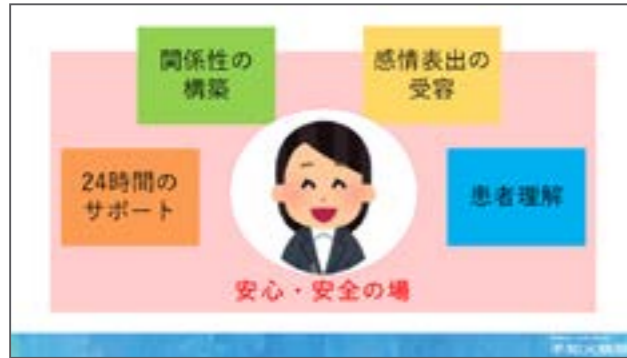 関係性の
構築
感情表出の
受容
24時間の
サポート
患者理解
安心・安全の場